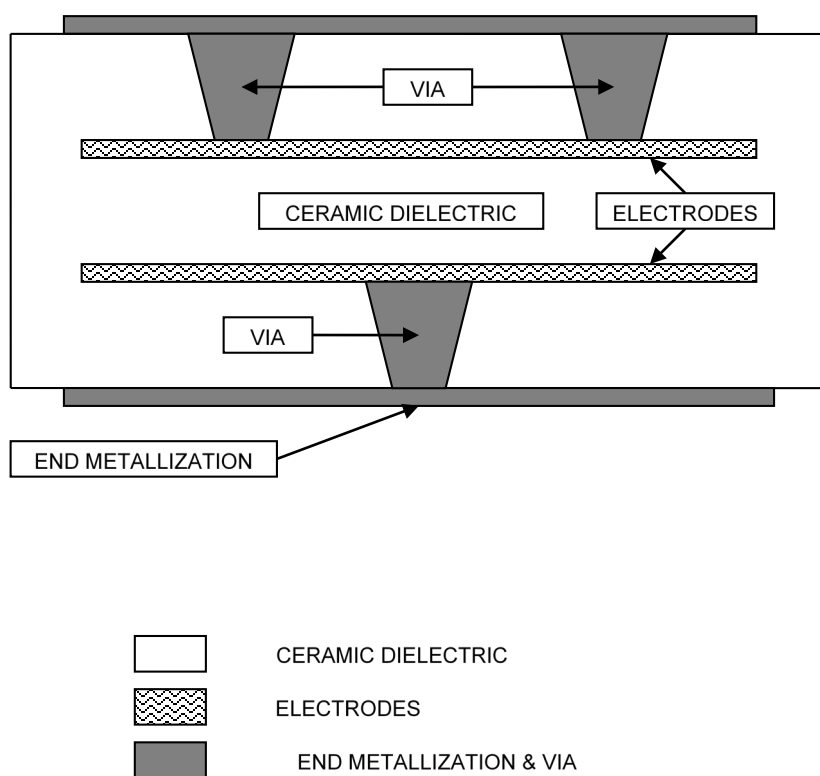 VIA
CERAMIC DIELECTRIC
ELECTRODES
VIA
END METALLIZATION
CERAMIC DIELECTRIC
ELECTRODES
END METALLIZATION & VIA